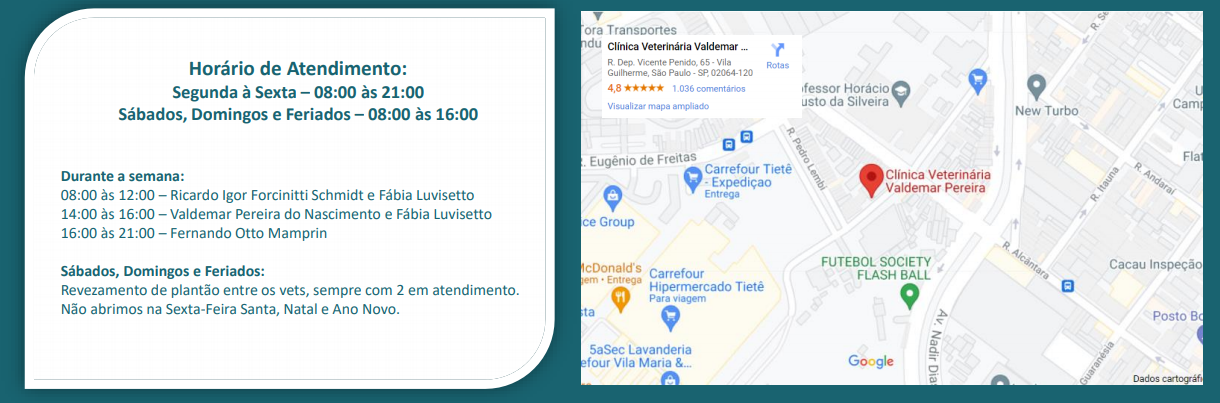 Horário de Atendimento:
Segunda à Sexta – 08:00 às 21:00
Sábados, Domingos e Feriados – 08:00 às 16:00
Durante a semana:
08:00 às 12:00 – Ricardo Igor Forcinitti Schmidt e Fábia Luvisetto
14:00 às 16:00 – Valdemar Pereira do Nascimento e Fábia Luvisetto
16:00 às 21:00 – Fernando Otto Mamprin
Sábados, Domingos e Feriados:
Revezamento de plantão entre os vets, sempre com 2 em atendimento.
Não abrimos na Sexta-Feira Santa, Natal e Ano Novo.
Tora Transportes
Clínica Veterinária Valdemar ...
R. Dep. Vicente Penido, 65 - Vila
Guilherme, São Paulo - SP, 02064-120
4,8 ★★★★★ 1.036 comentários
Visualizar mapa ampliado
Rotas
ofessor Horácio
usto da Silveira
New Turbo
R. Pedro Lembi
R. Eugênio de Freitas
Carrefour Tietê
- Expediçao
Entrega
Clínica Veterinária
Valdemar Pereira
R. Itauna
R. Andaraí
ce Group
FUTEBOL SOCIETY
FLASH BALL
R. Alcântara
Cacau Inspeção
McDonald's
gem • Entrega
Carrefour
Hipermercado Tietê
Para viagem
Posto Bo
5aSec Lavanderia
efour Vila Maria &...
Google
Av. Nadir Dias
Guaranésia
Dados cartográfi